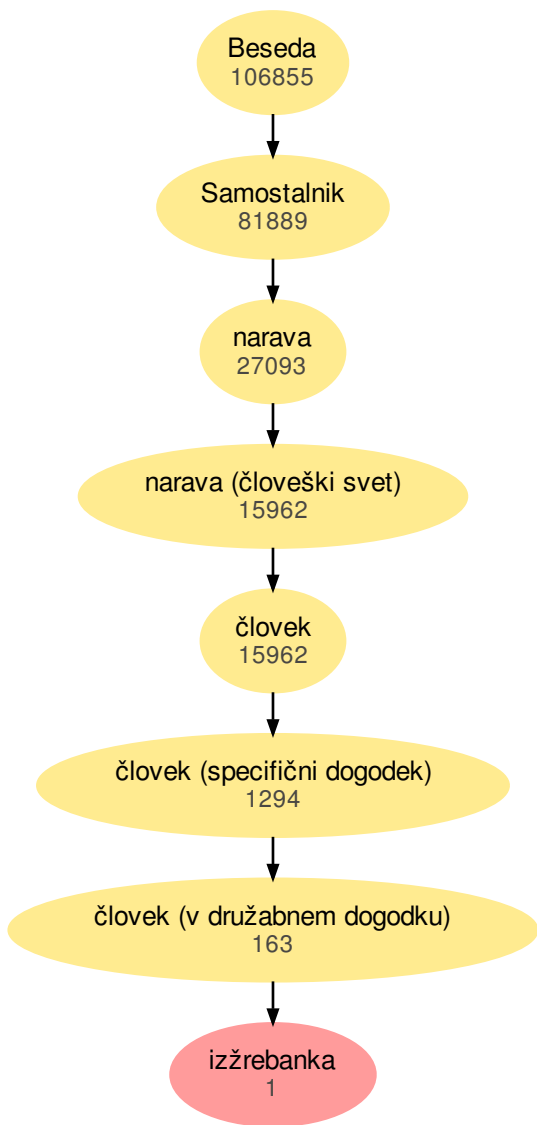 Beseda
106855
Samostalnik
81889
narava
27093
narava (človeški svet)
15962
človek
15962
človek (specifični dogodek)
1294
človek (v družabnem dogodku)
163
izžrebanka
1